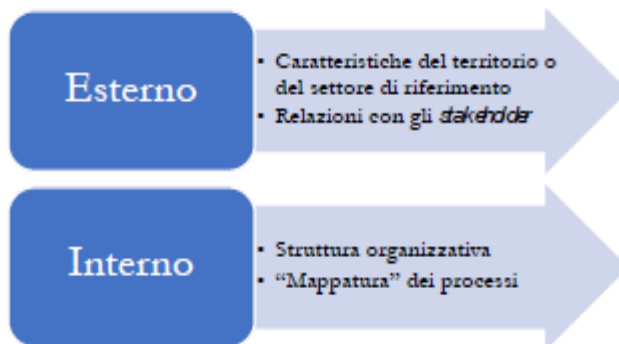 Esterno
• Caratteristiche del territorio o
del settore di riferimento
• Relazioni con gli stakeholder
Interno
• Struttura organizzativa
• “Mappatura” dei processi